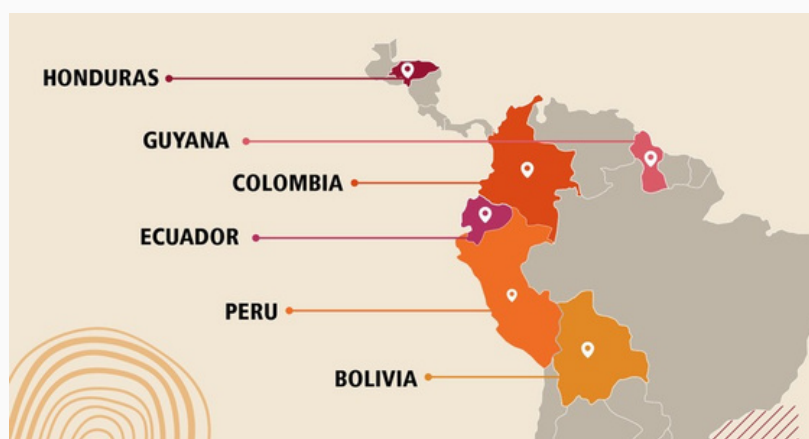 HONDURAS
GUYANA
COLOMBIA
ECUADOR
PERU
BOLIVIA